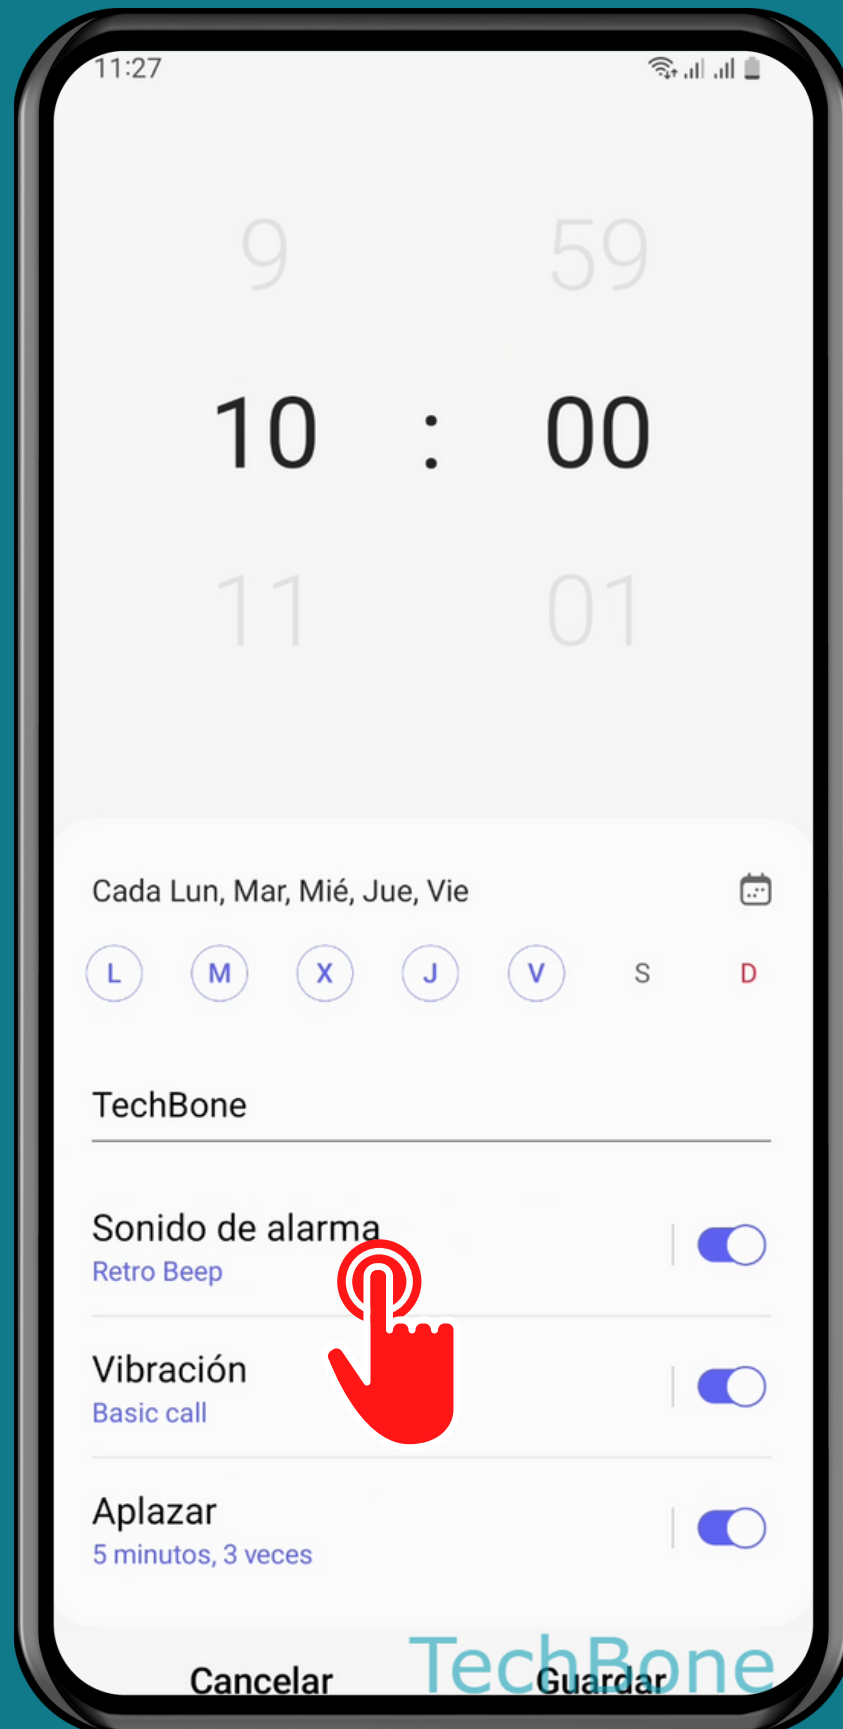 11:27
9 59
10 : 00
11 01
Cada Lun, Mar, Mié, Jue, Vie
L M X J V S D
TechBone
Sonido de alarma
Retro Beep
Vibración
Basic call
Aplazar
5 minutos, 3 veces
Cancelar Guardar
TechBone